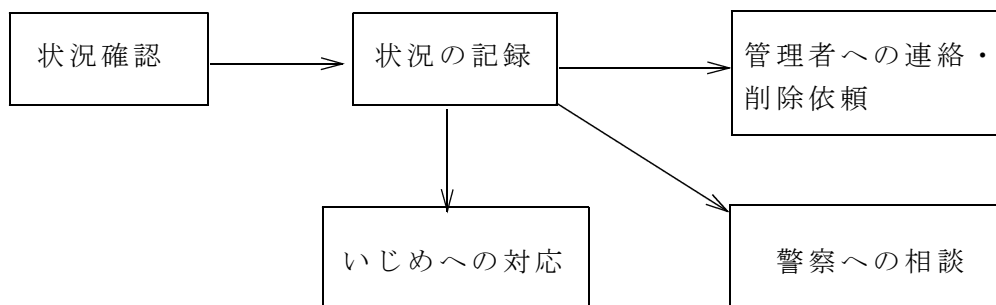 状況確認
状況の記録
管理者への連絡・
削除依頼
いじめへの対応
警察への相談